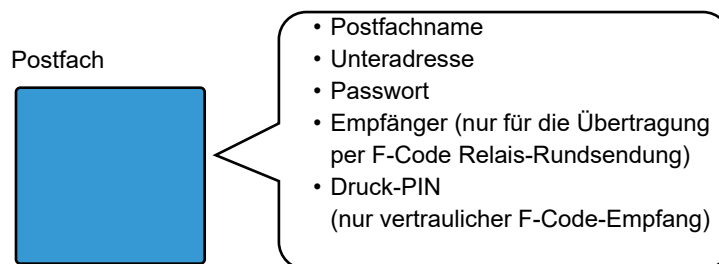 Postfach
• Postfachname
• Unteradresse
• Passwort
• Empfänger (nur für die Übertragung
per F-Code Relais-Rundsendung)
• Druck-PIN
(nur vertraulicher F-Code-Empfang)